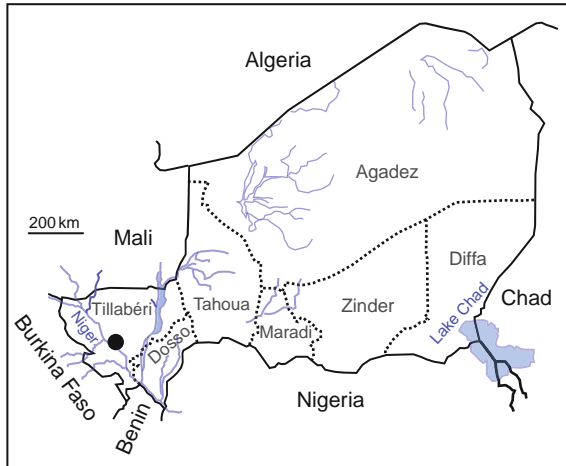 Algeria
Agadez
200 km
Mali
Diffa
Tillabéri
Tahoua
Zinder
Chad
Niger
Maradi
Lake Chad
Dosso
Burkina Faso
Benin
Nigeria